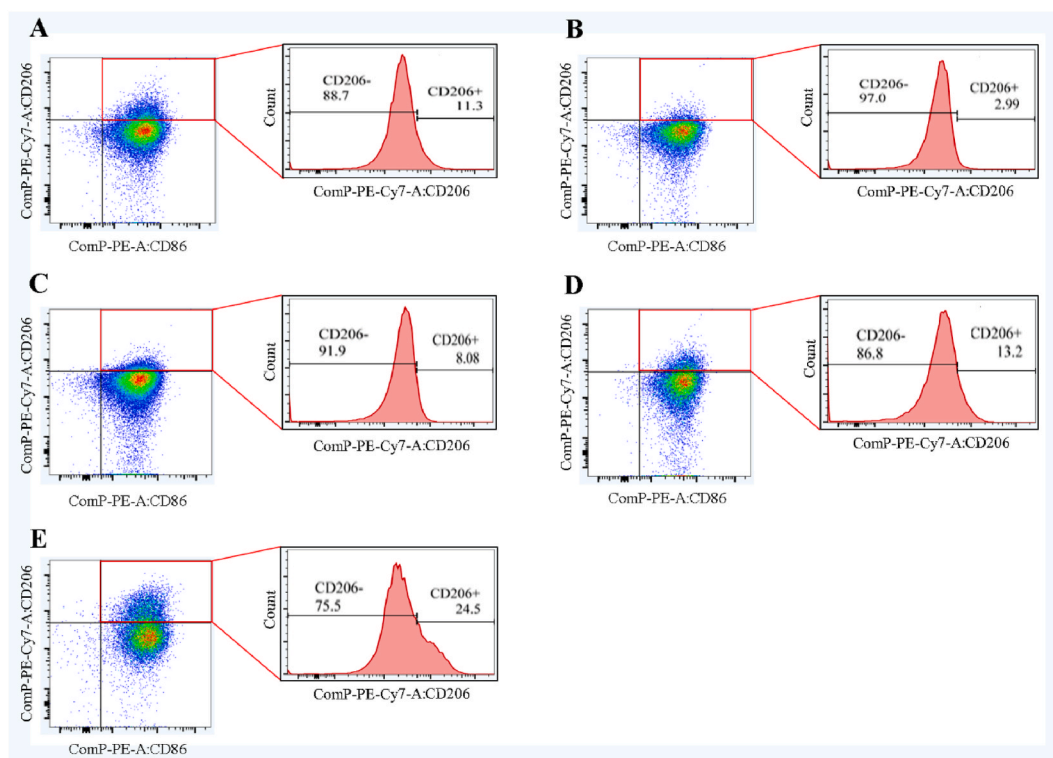 A
ComP-PE-Cy7-A:CD206
ComP-PE-A:CD86
Count
CD206-
88.7
CD206+
11.3
ComP-PE-Cy7-A:CD206
B
ComP-PE-Cy7-A:CD206
ComP-PE-A:CD86
Count
CD206-
97.0
CD206+
2.99
ComP-PE-Cy7-A:CD206
C
ComP-PE-Cy7-A:CD206
ComP-PE-A:CD86
Count
CD206-
91.9
CD206+
8.08
ComP-PE-Cy7-A:CD206
D
ComP-PE-Cy7-A:CD206
ComP-PE-A:CD86
Count
CD206-
86.8
CD206+
13.2
ComP-PE-Cy7-A:CD206
E
ComP-PE-Cy7-A:CD206
ComP-PE-A:CD86
Count
CD206-
75.5
CD206+
24.5
ComP-PE-Cy7-A:CD206